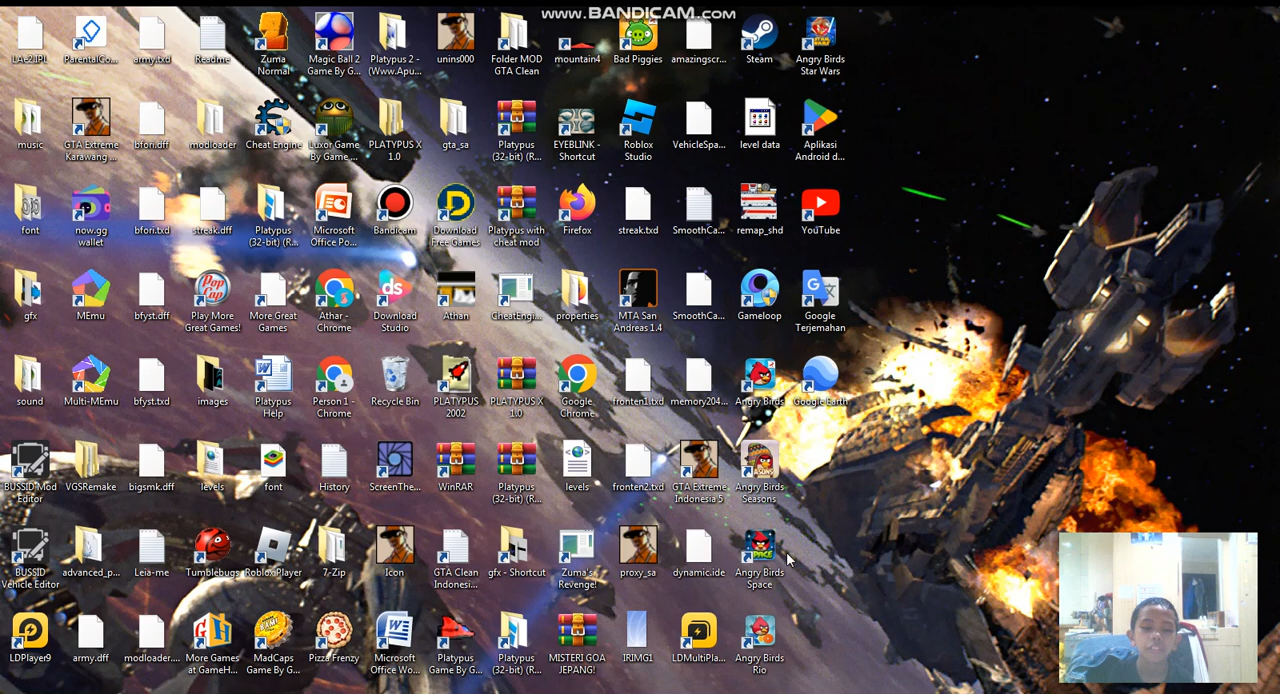 www.BANDICAM.com
LAe2.IPL
ParentalCo...
army.txd
Readme
Zuma
Normal
Magic Ball 2
Game By G...
Platypus 2 -
(Www.Apu...
unins000
Folder MOD
GTA Clean
mountain4
Bad Piggies
amazingscr...
Steam
Angry Birds
Star Wars
music
GTA Extreme
Karawang ...
bfori.txd
modloader
Cheat Engine
Luxor Game
By Game ...
PLATYPUS X
1.0
gta_sa
Platypus
(32-bit) (R...
EYEBLINK -
Shortcut
Roblox
Studio
VehicleSpa...
level data
Aplikasi
Android d...
font
now.gg
wallet
bfori.txd
streak.dff
Platypus
(32-bit) (R...
Microsoft
Office Po...
Bandicam
Download
Free Games
Platypus with
cheat mod
Firefox
streak.txd
SmoothCa...
remap_shd
YouTube
gfx
MEmu
bfyst.dff
Play More
Great Games!
More Great
Games
Athar -
Chrome
Download
Studio
Athan
CheatEngi...
properties
MTA San
Andreas 1.4
SmoothCa...
Gameloop
Google
Terjemahan
sound
Multi-MEmu
bfyst.txd
images
Platypus
Help
Person 1 -
Chrome
Recycle Bin
PLATYPUS
2002
PLATYPUS X
1.0
Google
Chrome
fronten1.txd
memory204...
Angry Birds
Google Earth
BUSSID Mod
Editor
VGSRemake
bigsmk.dff
levels
font
History
ScreenThe...
WinRAR
Platypus
(32-bit) (R...
levels
fronten2.txd
GTA Extreme
Indonesia 5
Angry Birds
Seasons
BUSSID
Vehicle Editor
advanced_p...
Leia-me
Tumblebugs
Roblox Player
7-Zip
Icon
GTA Clean
Indonesi...
gfx - Shortcut
Zuma's
Revenge!
proxy_sa
dynamic.ide
Angry Birds
Space
LDPlayer9
army.dff
modloader....
More Games
at GameH...
MadCaps
Game By G...
Pizza Frenzy
Microsoft
Office Wo...
Platypus
Game By G...
Platypus
(32-bit) (R...
MISTERI GOA
JEPANG!
IRIMG1
LDMultiPla...
Angry Birds
Rio